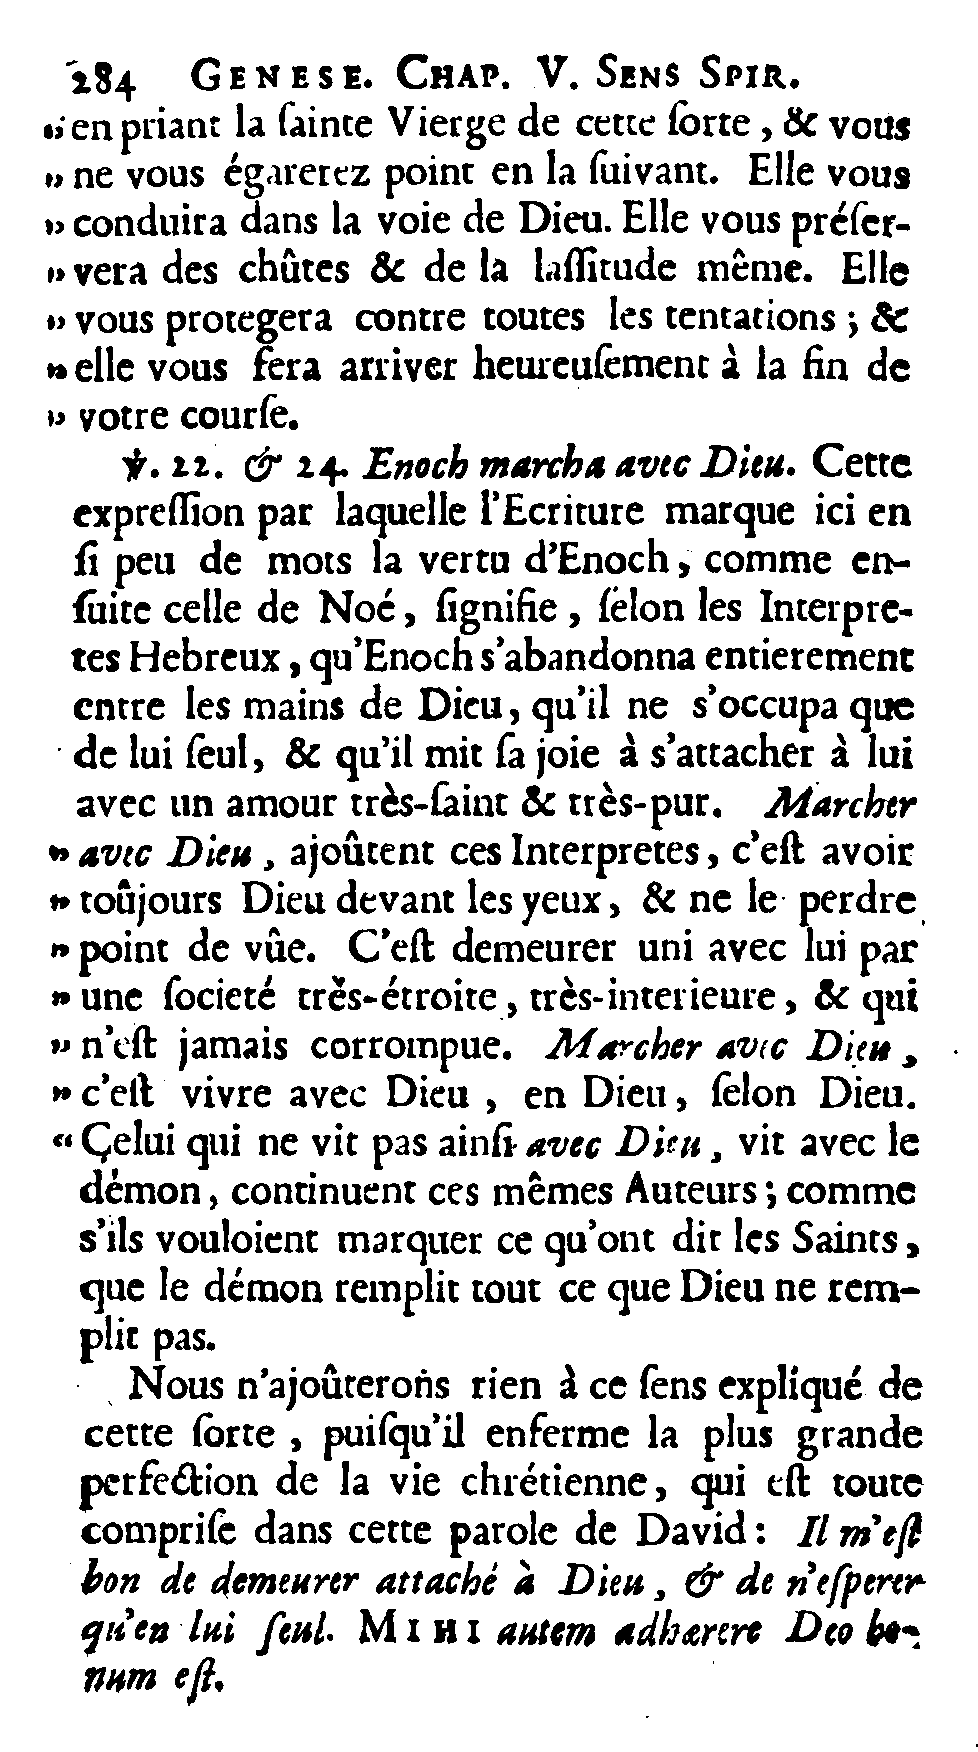 284 GENESE. CHAP. V. SENS SPIR.
» en priant la ſainte Vierge de cette ſorte, & vous
» ne vous égarerez point en la ſuivant. Elle vous
» conduira dans la voie de Dieu. Elle vous préſer-
» vera des chûtes & de la laſſitude même. Elle
» vous protegera contre toutes les tentations ; &
» elle vous fera arriver heureuſement à la fin de
» votre courſe.
℣. 22. & 24. Enoch marcha avec Dieu. Cette
expreſſion par laquelle l'Ecriture marque ici en
ſi peu de mots la vertu d'Enoch, comme en-
ſuite celle de Noé, ſignifie, ſelon les Interpre-
tes Hebreux, qu'Enoch s'abandonna entierement
entre les mains de Dieu, qu'il ne s'occupa que
de lui ſeul, & qu'il mit ſa joie à s'attacher à lui
avec un amour très-ſaint & très-pur. Marcher
» avec Dieu, ajoûtent ces Interpretes, c'eſt avoir
» toûjours Dieu devant les yeux, & ne le perdre
» point de vûe. C'eſt demeurer uni avec lui par
» une ſocieté très-étroite, très-interieure, & qui
» n'eſt jamais corrompue. Marcher avec Dieu,
» c'eſt vivre avec Dieu, en Dieu, ſelon Dieu.
“ Celui qui ne vit pas ainſi avec Dieu, vit avec le
démon, continuent ces mêmes Auteurs ; comme
s'ils vouloient marquer ce qu'ont dit les Saints,
que le démon remplit tout ce que Dieu ne rem-
plit pas.
Nous n'ajoûterons rien à ce ſens expliqué de
cette ſorte, puiſqu'il enferme la plus grande
perfection de la vie chrétienne, qui eſt toute
compriſe dans cette parole de David : Il m'eſt
bon de demeurer attaché à Dieu, & de n'eſperer
qu'en lui ſeul. MIHI autem adhærere Deo bo-
num eſt.